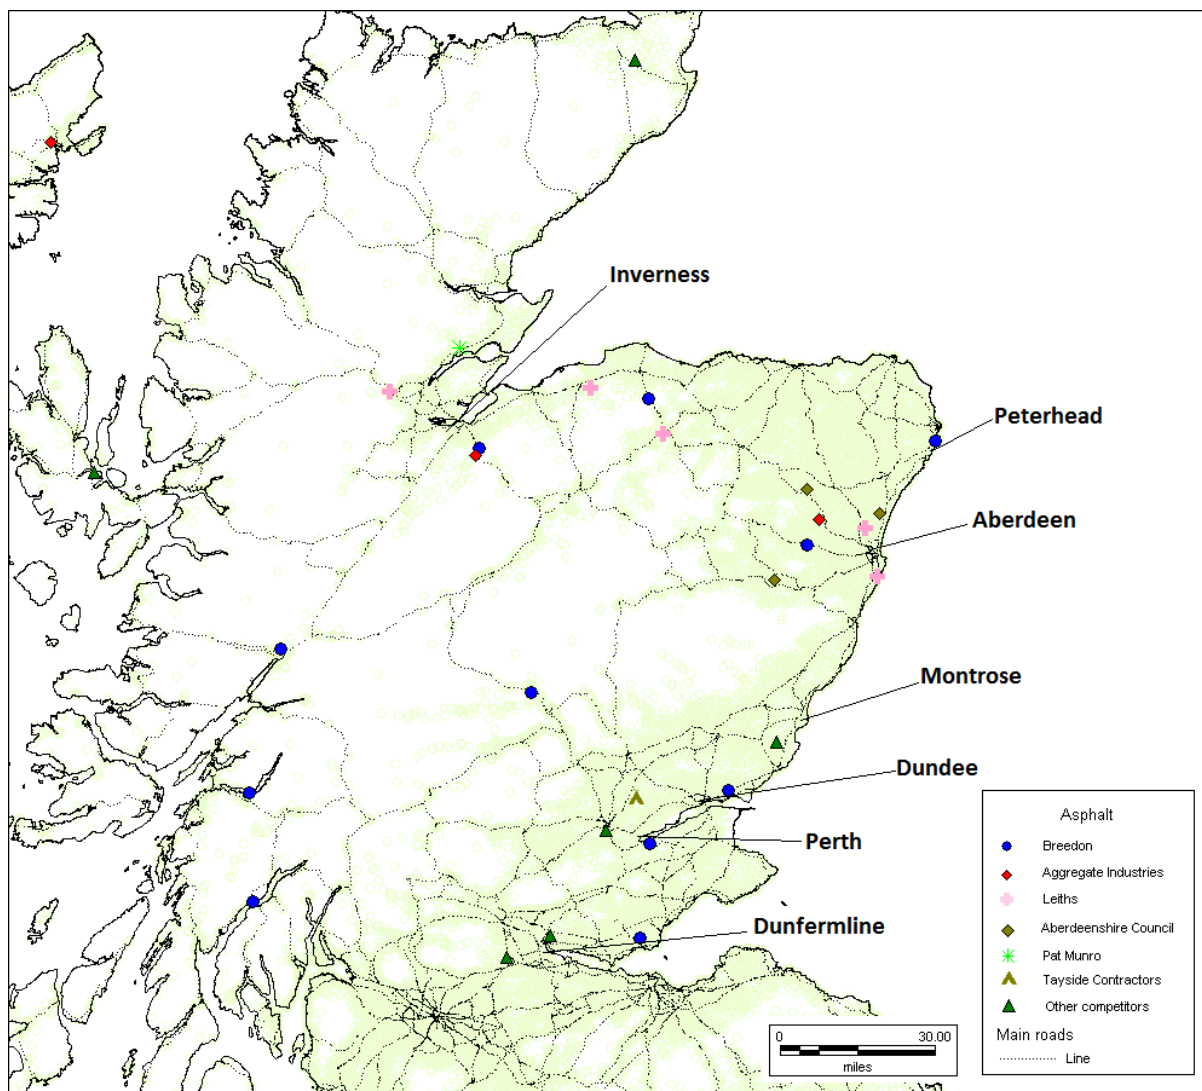 Inverness
Peterhead
Aberdeen
Montrose
Dundee
Perth
Dunfermline
Asphalt
Breedon
Aggregate Industries
Leiths
Aberdeenshire Council
Pat Munro
Tayside Contractors
Other competitors
Main roads
Line
0 30.00
miles